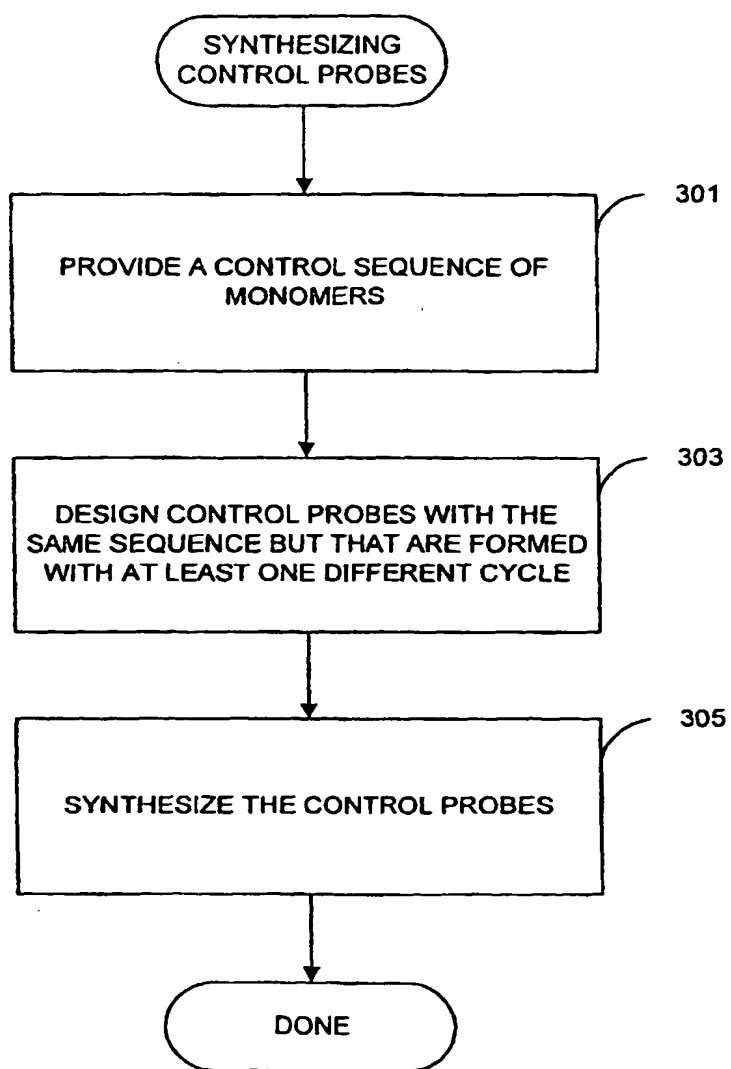 SYNTHESIZING
CONTROL PROBES
301
PROVIDE A CONTROL SEQUENCE OF
MONOMERS
303
DESIGN CONTROL PROBES WITH THE
SAME SEQUENCE BUT THAT ARE FORMED
WITH AT LEAST ONE DIFFERENT CYCLE
305
SYNTHESIZE THE CONTROL PROBES
DONE